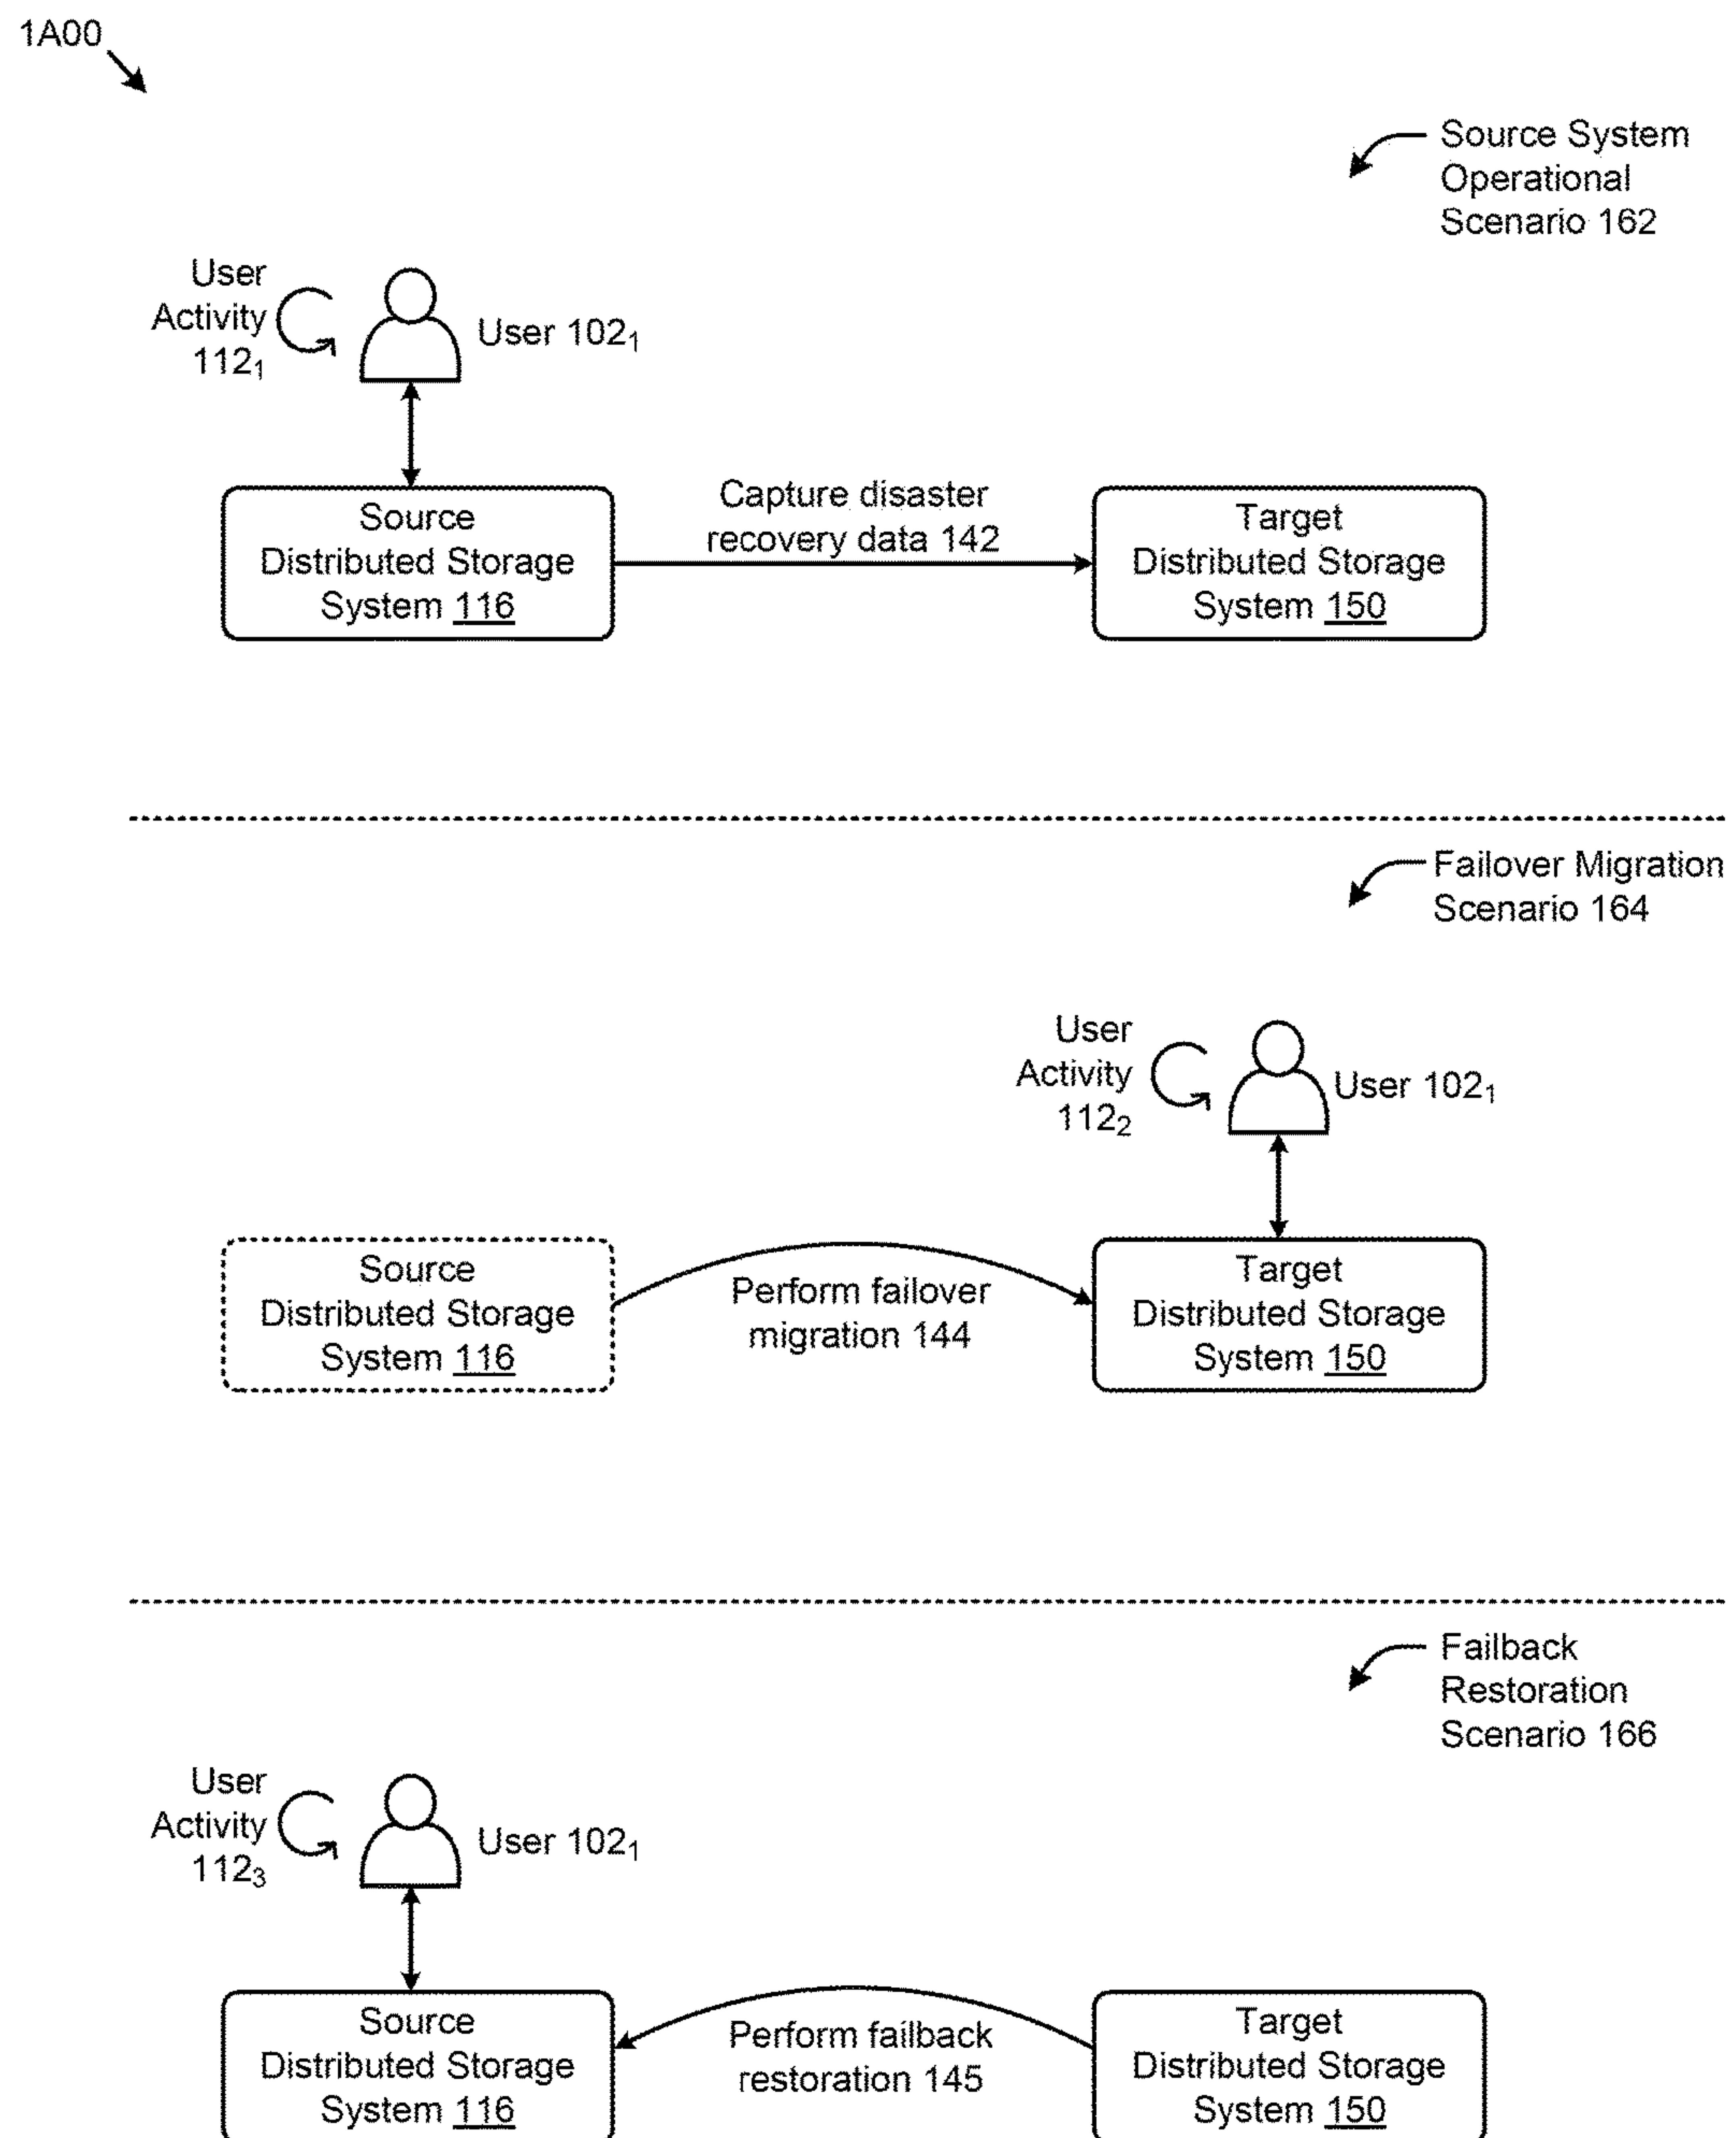 1A00
Source System
Operational
Scenario 162
User
Activity
112₁
User 102₁
Source
Distributed Storage
System 116
Capture disaster
recovery data 142
Target
Distributed Storage
System 150
Failover Migration
Scenario 164
User
Activity
112₂
User 102₁
Source
Distributed Storage
System 116
Perform failover
migration 144
Target
Distributed Storage
System 150
Failback
Restoration
Scenario 166
User
Activity
112₃
User 102₁
Source
Distributed Storage
System 116
Perform failback
restoration 145
Target
Distributed Storage
System 150